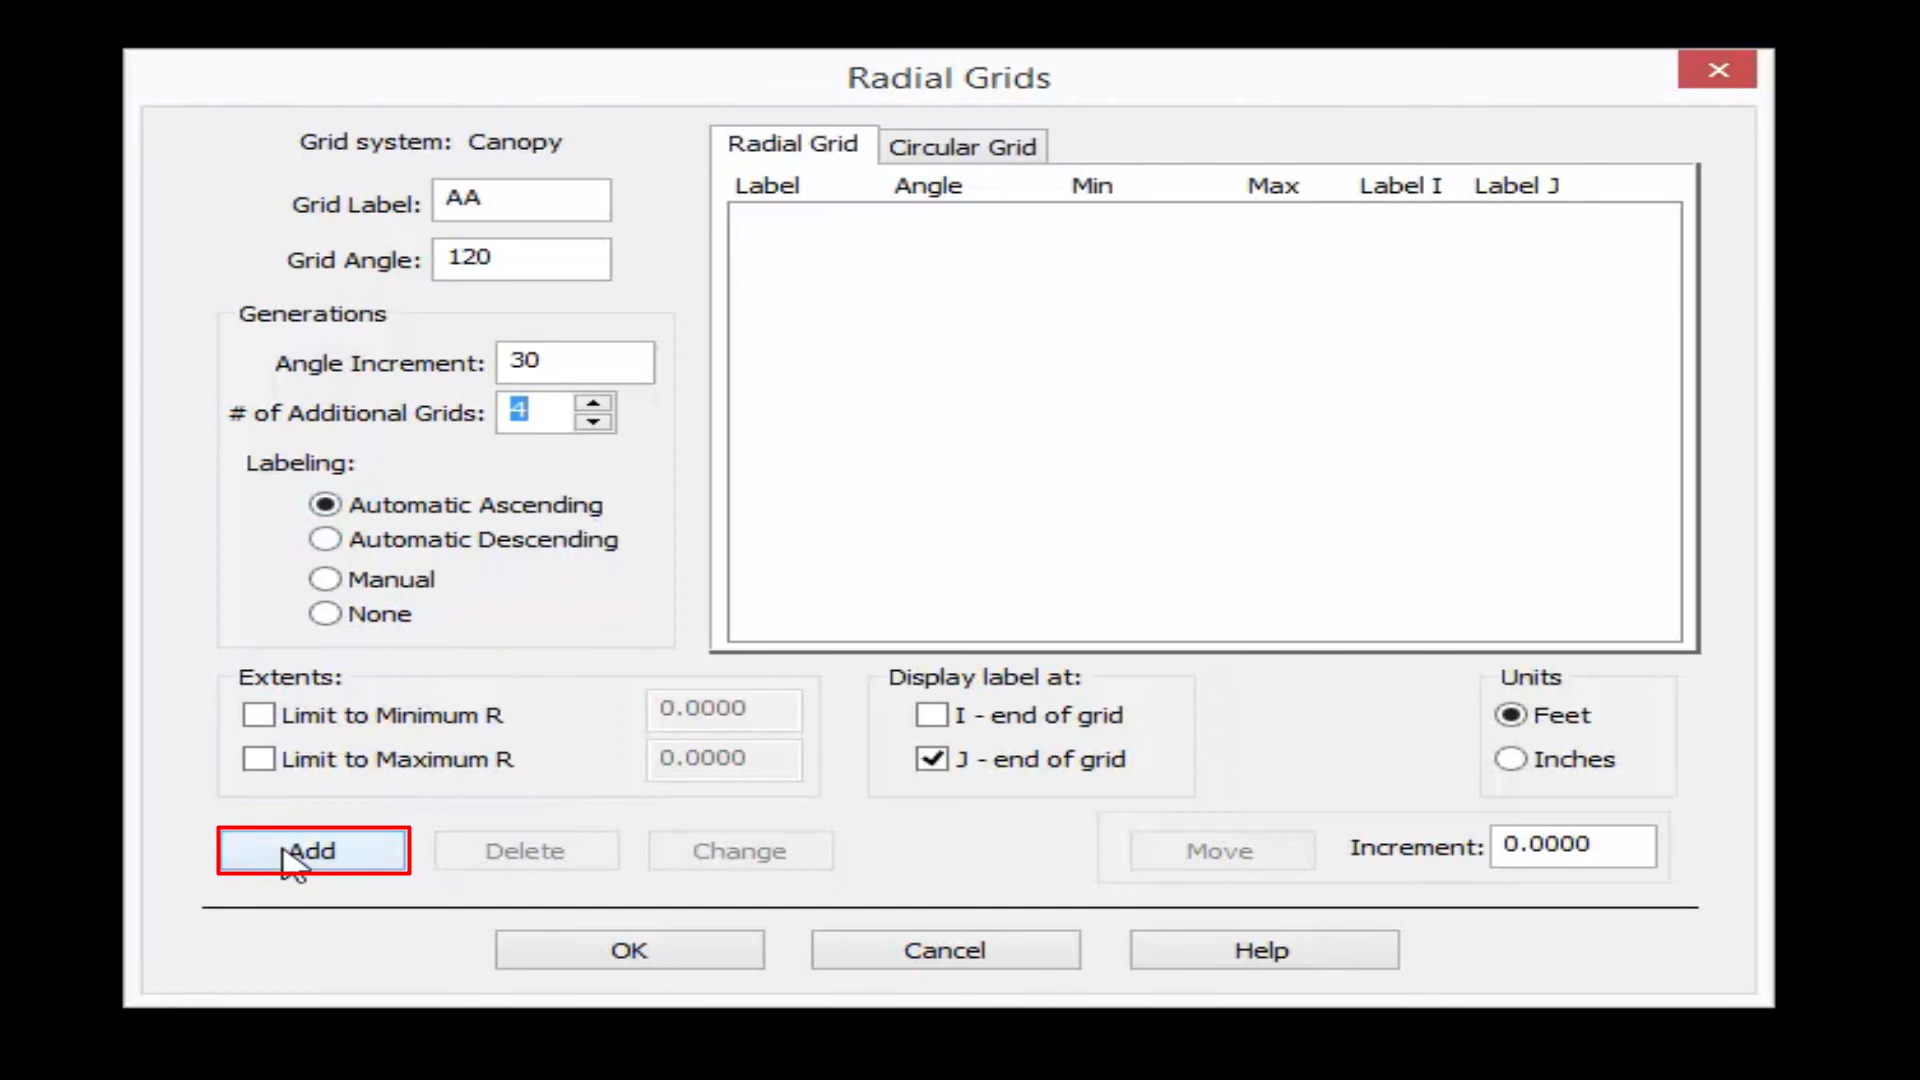 Radial Grids
Grid system: Canopy
Grid Label: AA
Grid Angle: 120
Generations
Angle Increment: 30
# of Additional Grids: 4
Labeling:
Automatic Ascending
Automatic Descending
Manual
None
Radial Grid Circular Grid
Label Angle Min Max Label I Label J
Extents:
Limit to Minimum R 0.0000
Limit to Maximum R 0.0000
Display label at:
I - end of grid
J - end of grid
Units
Feet
Inches
Add Delete Change Move Increment: 0.0000
OK Cancel Help